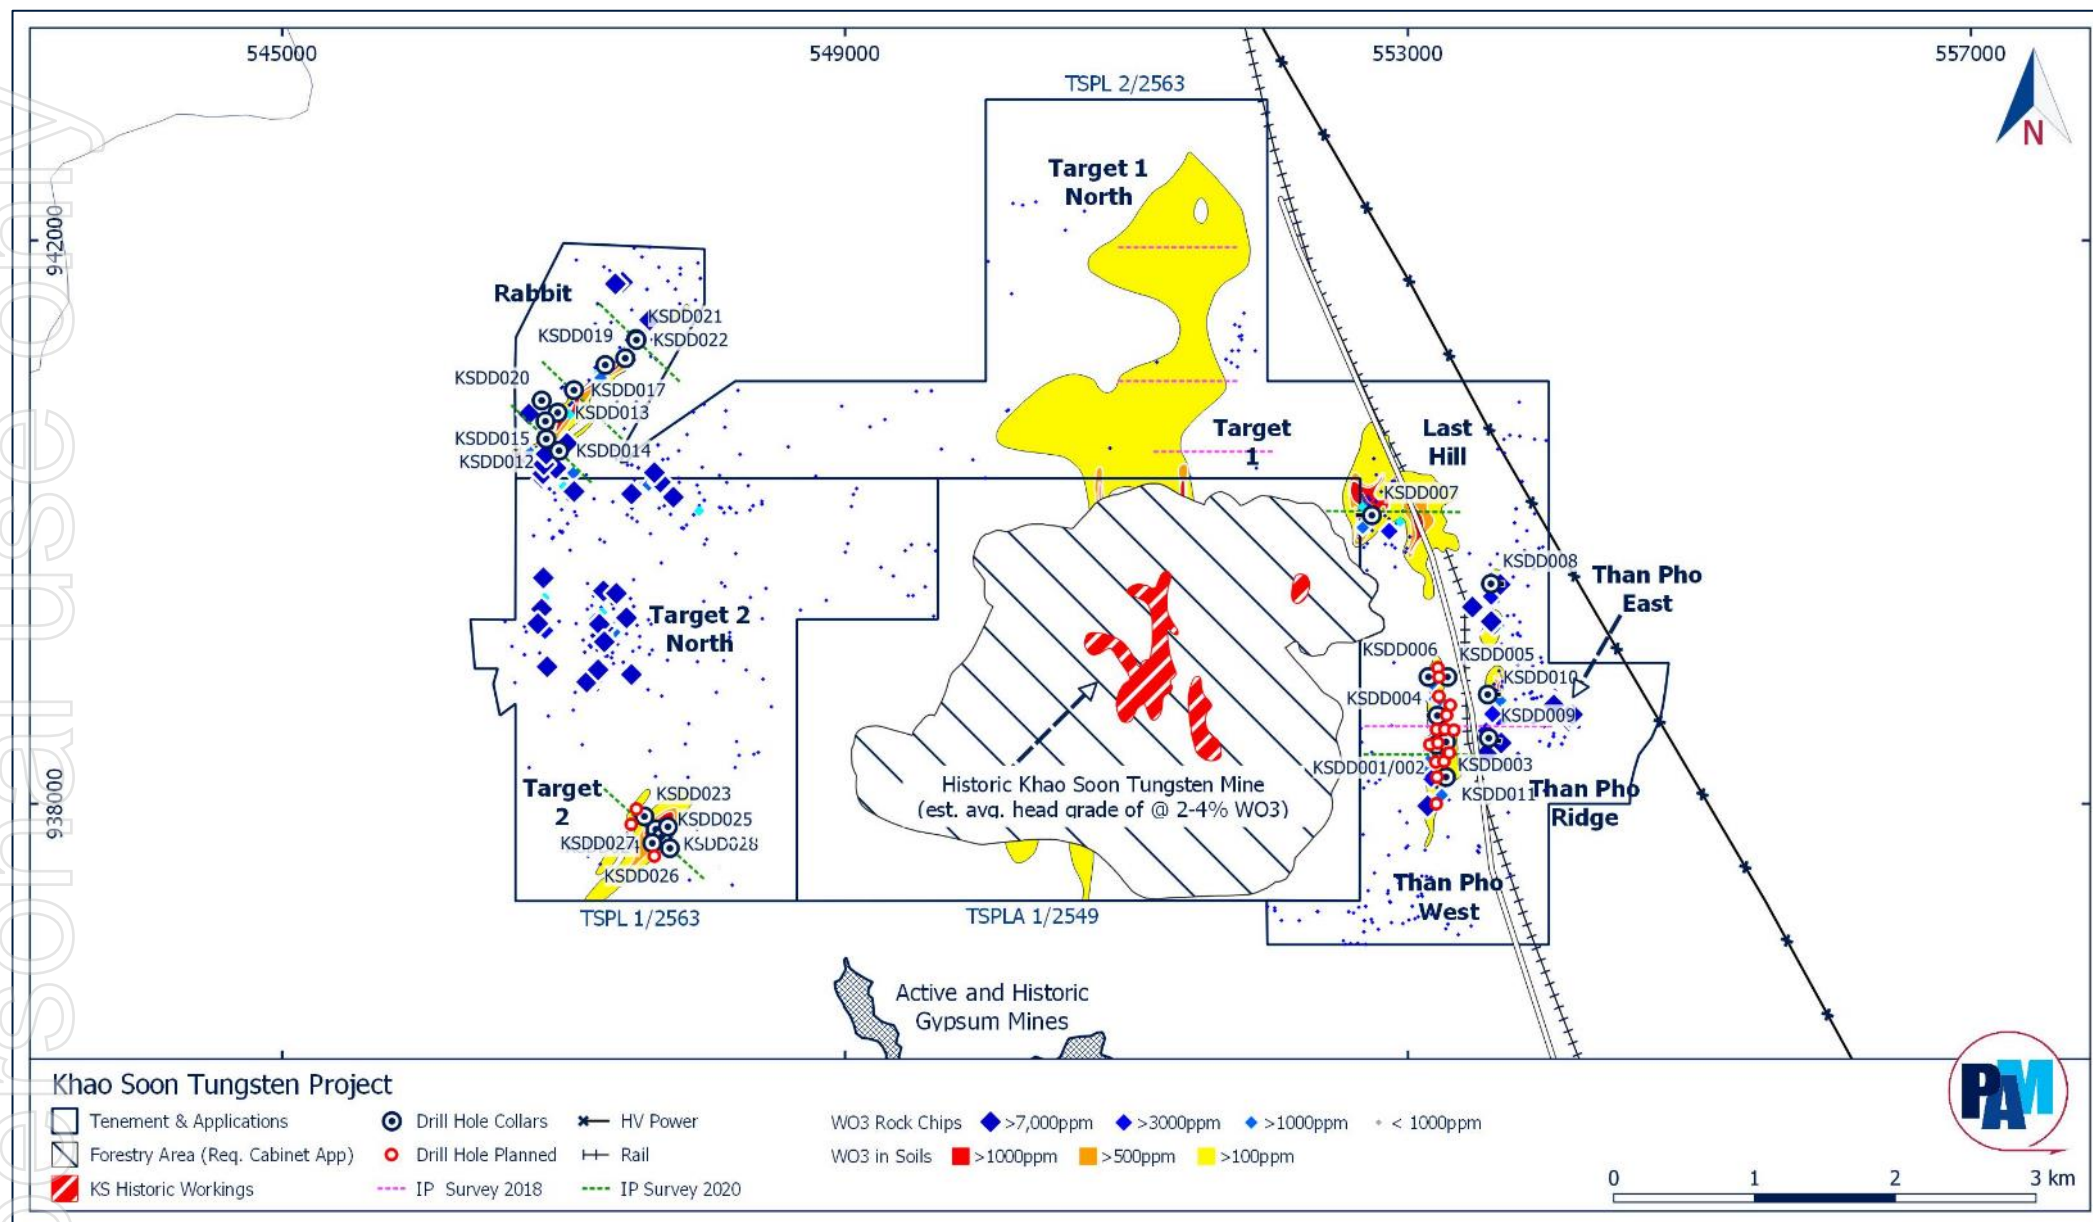 545000
549000
553000
557000
TSPL 2/2563
N
Target 1
North
942000
Rabbit
KSDD021
KSDD019
KSDD022
KSDD020
KSDD017
KSDD013
KSDD015
KSDD014
KSDD012
Target
1
Last
Hill
KSDD007
KSDD008
Than Pho
East
Target 2
North
KSDD006
KSDD005
KSDD010
KSDD004
KSDD009
938000
KSDD001/002
KSDD003
KSDD011
Than Pho
Ridge
Historic Khao Soon Tungsten Mine
(est. avg. head grade of @ 2-4% WO3)
Target
2
KSDD023
KSDD025
KSDD027
KSDD028
KSDD026
Than Pho
West
TSPL 1/2563
TSPLA 1/2549
Active and Historic
Gypsum Mines
personal use only
Khao Soon Tungsten Project
Tenement & Applications
Drill Hole Collars
HV Power
WO3 Rock Chips
>7,000ppm
>3000ppm
>1000ppm
< 1000ppm
Forestry Area (Req. Cabinet App)
Drill Hole Planned
Rail
WO3 in Soils
>1000ppm
>500ppm
>100ppm
KS Historic Workings
IP Survey 2018
IP Survey 2020
0 1 2 3 km
PAM